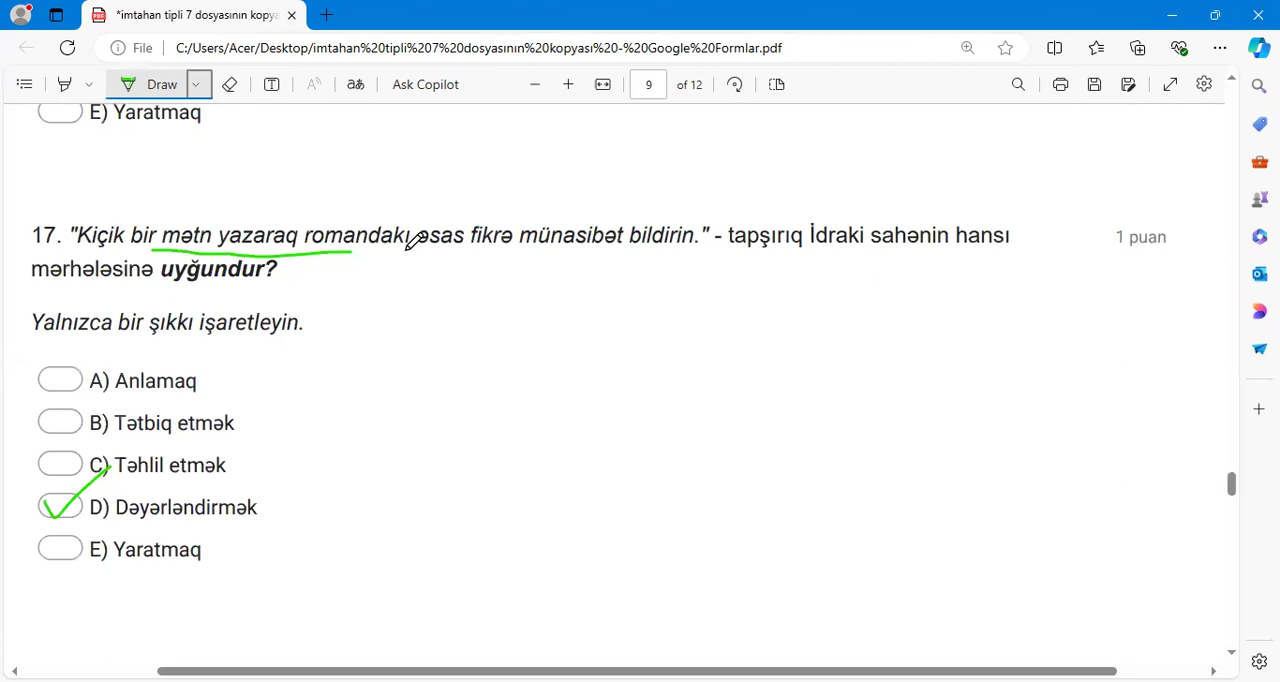 *imtahan tipli 7 dosyasının kopya
File
C:/Users/Acer/Desktop/imtahan%20tipli%207%20dosyasının%20kopyası%20-%20Google%20Formlar.pdf
Draw
aあ
Ask Copilot
9
of 12
E) Yaratmaq
17. "Kiçik bir mətn yazaraq romandakı əsas fikrə münasibət bildirin." - tapşırıq İdraki sahənin hansı
1 puan
mərhələsinə uyğundur?
Yalnızca bir şıkkı işaretleyin.
A) Anlamaq
B) Tətbiq etmək
C) Təhlil etmək
D) Dəyərləndirmək
E) Yaratmaq